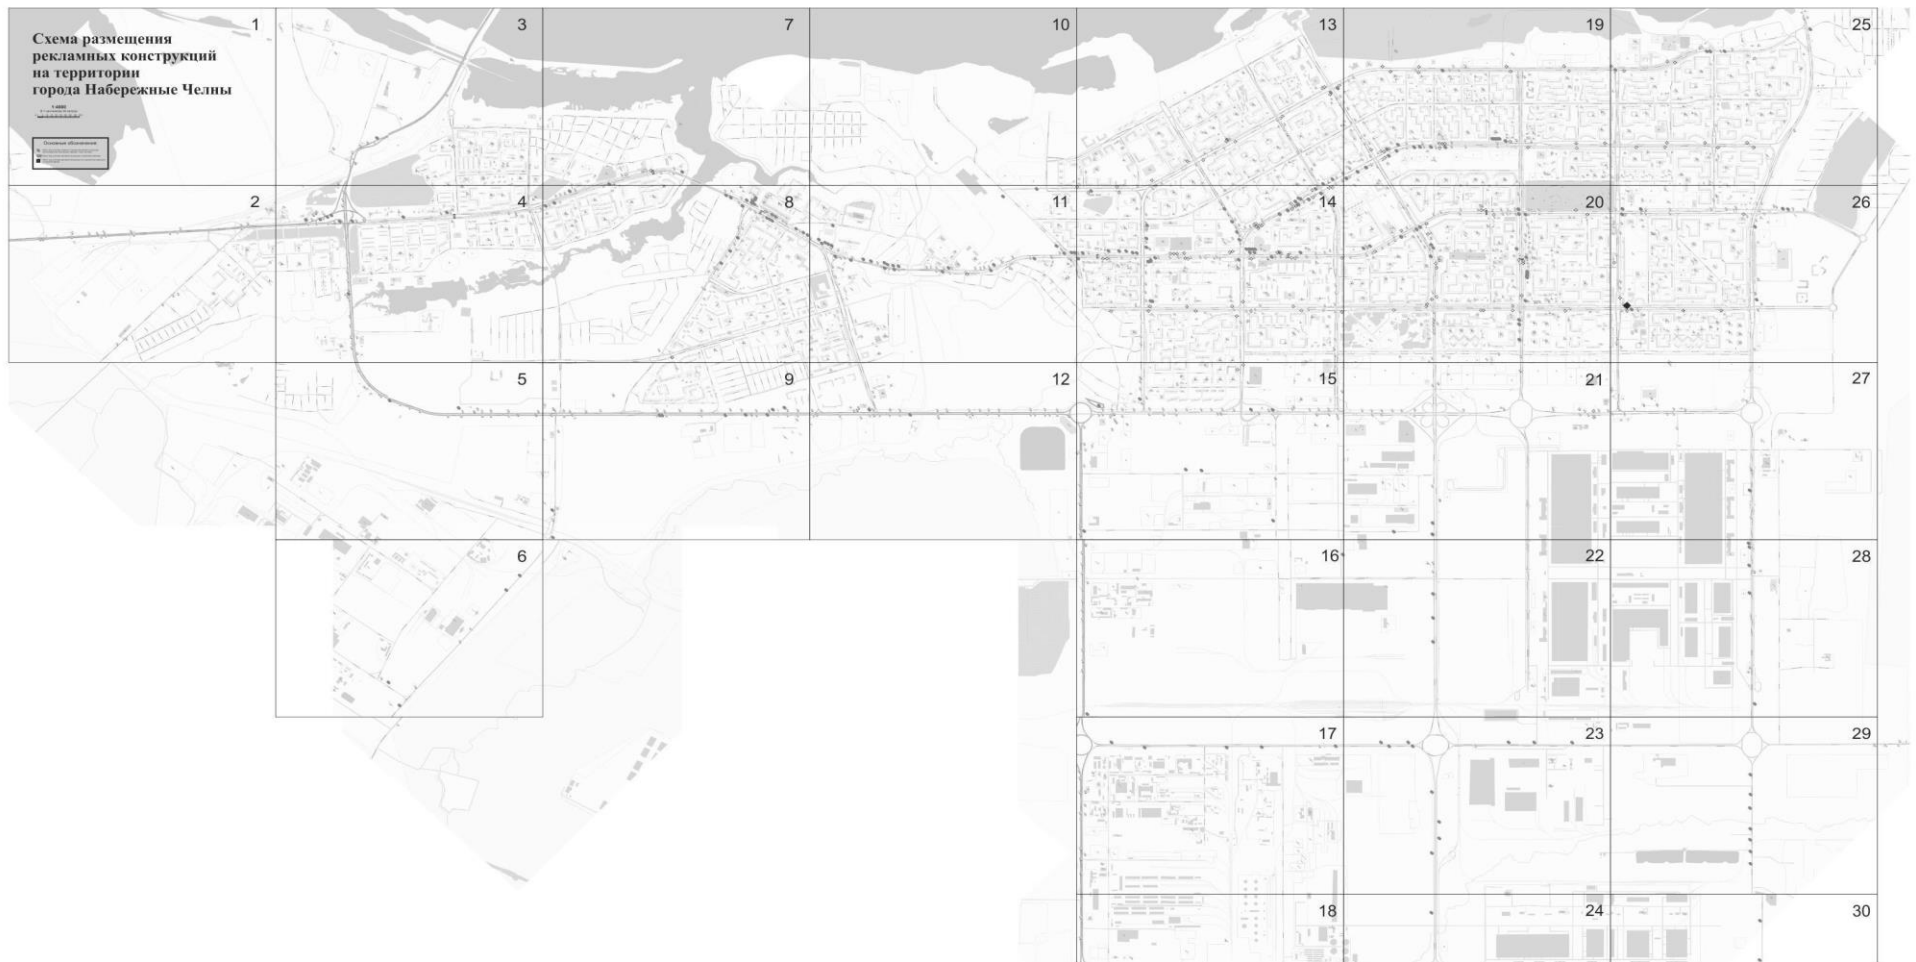 Схема размещения
рекламных конструкций
на территории
города Набережные Челны
Основные обозначения
1 3 7 10 13 19 25
2 4 8 11 14 20 26
5 9 12 15 21 27
6 16 22 28
17 23 29
18 24 30